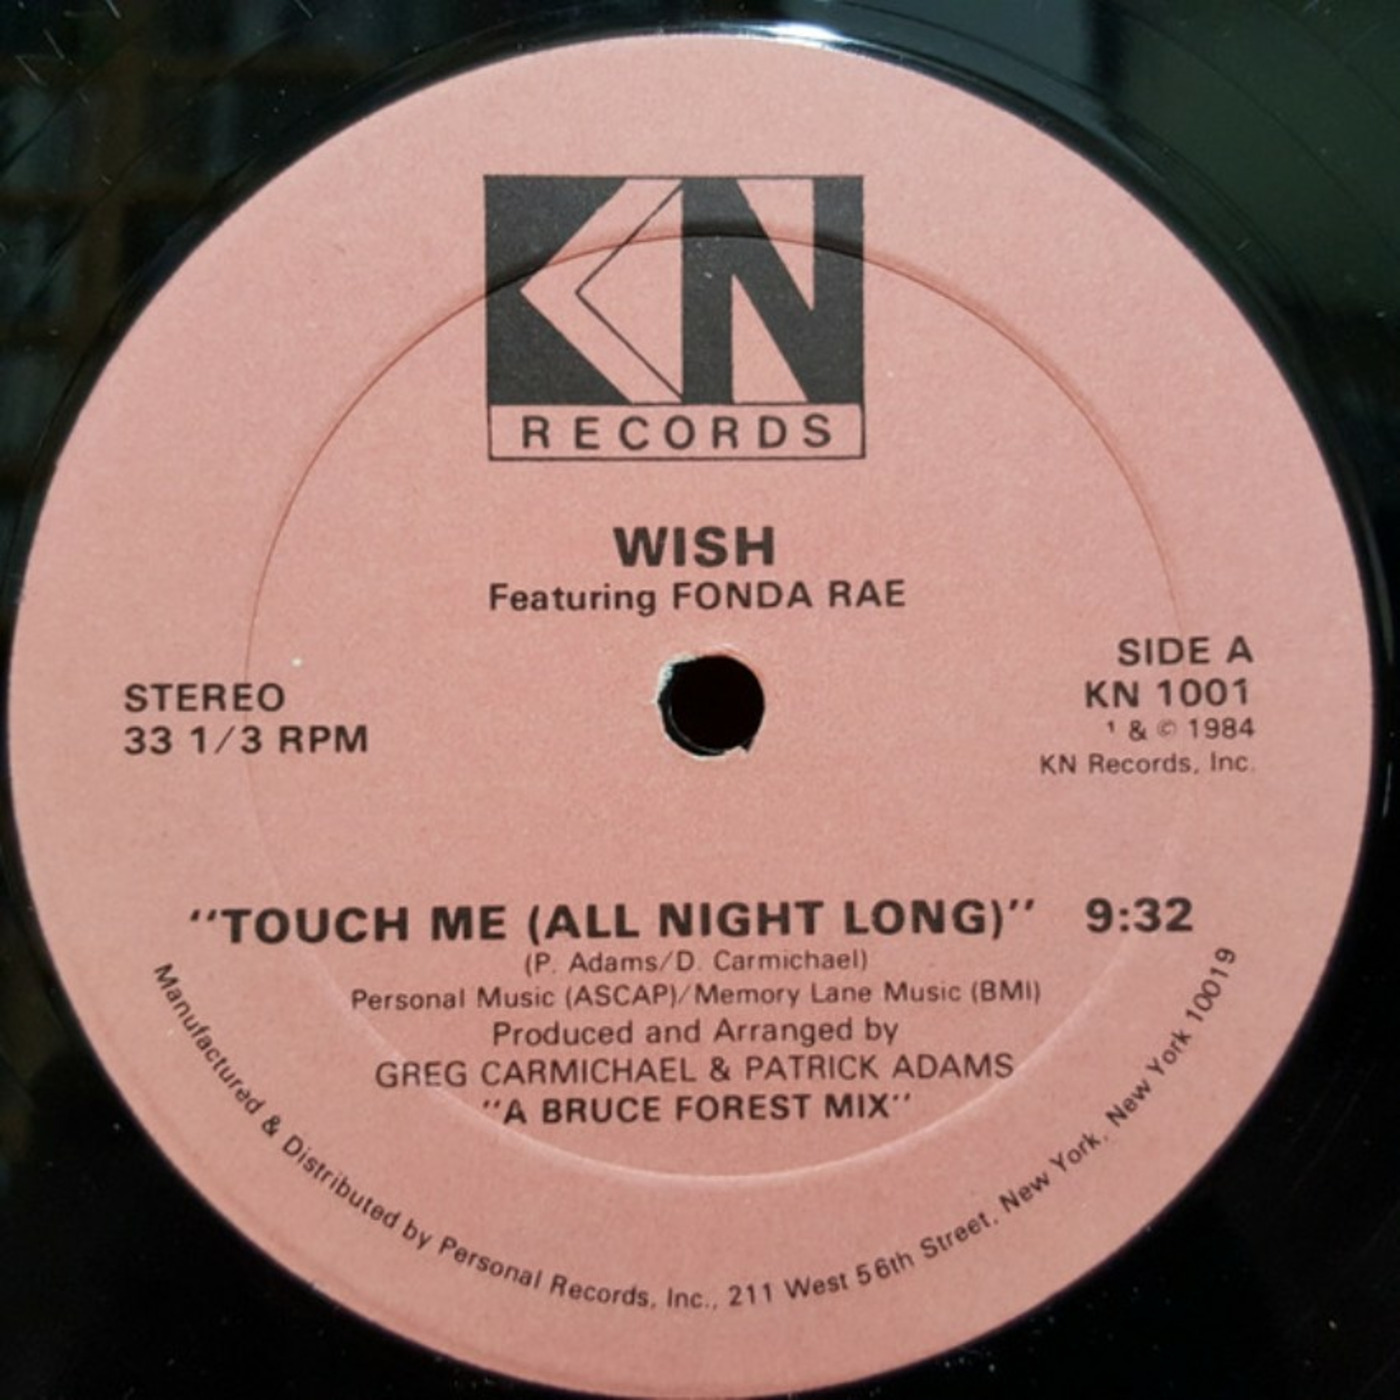 KN
RECORDS
WISH
Featuring FONDA RAE
STEREO
33 1/3 RPM
SIDE A
KN 1001
¹ & © 1984
KN Records, Inc.
"TOUCH ME (ALL NIGHT LONG)" 9:32
(P. Adams/D. Carmichael)
Personal Music (ASCAP)/Memory Lane Music (BMI)
Produced and Arranged by
GREG CARMICHAEL & PATRICK ADAMS
"A BRUCE FOREST MIX"
Manufactured & Distributed by Personal Records, Inc., 211 West 56th Street, New York, New York 10019